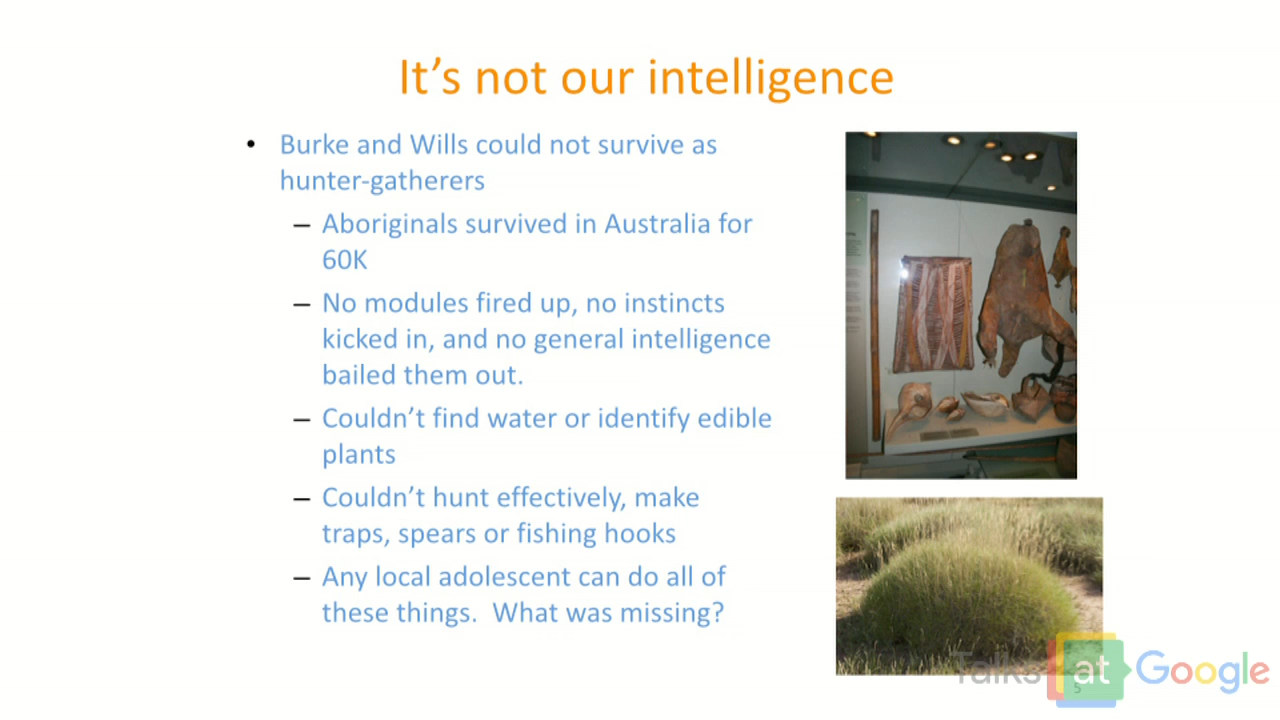 It's not our intelligence
• Burke and Wills could not survive as
hunter-gatherers
– Aboriginals survived in Australia for
60K
– No modules fired up, no instincts
kicked in, and no general intelligence
bailed them out.
– Couldn't find water or identify edible
plants
– Couldn't hunt effectively, make
traps, spears or fishing hooks
– Any local adolescent can do all of
these things.  What was missing?
Talks at Google
5